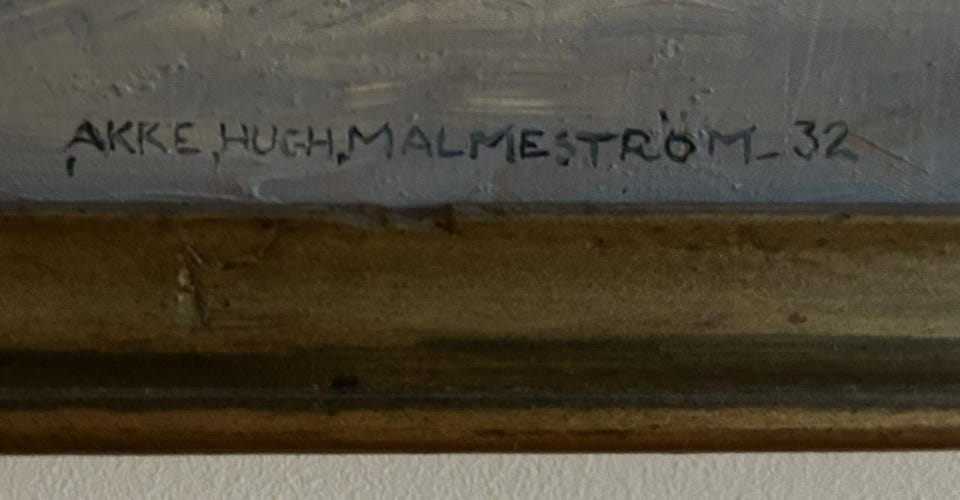 AKKE, HUGH, MALMESTRÖM_32